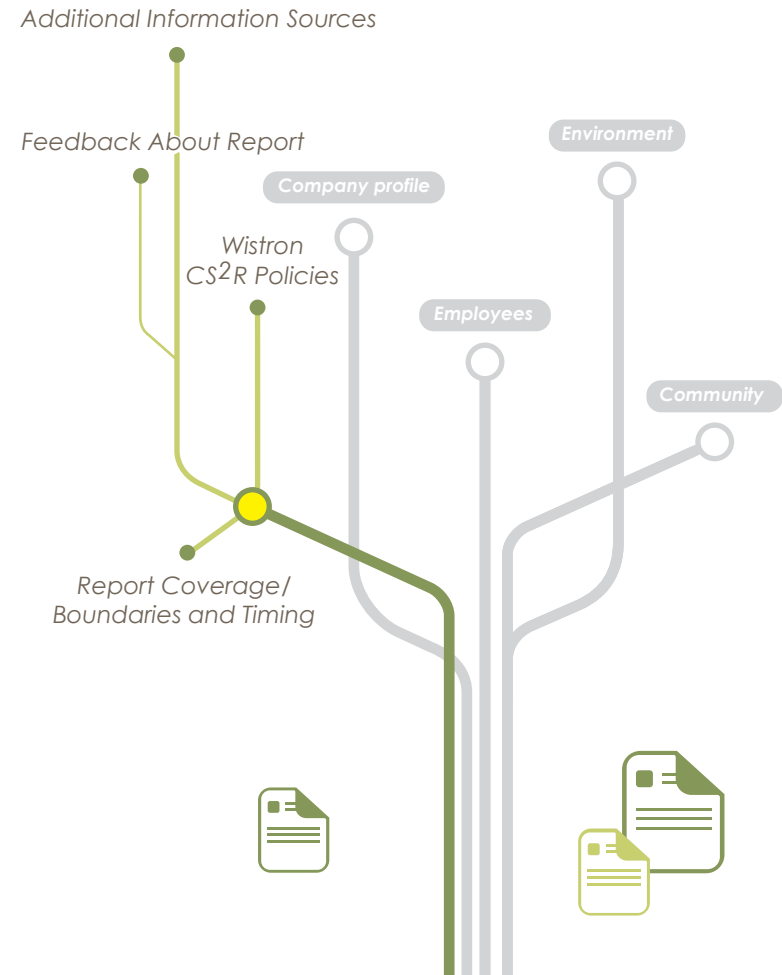 Additional Information Sources
Feedback About Report
Environment
Company profile
Wistron
CS2R Policies
Employees
Community
Report Coverage/
Boundaries and Timing